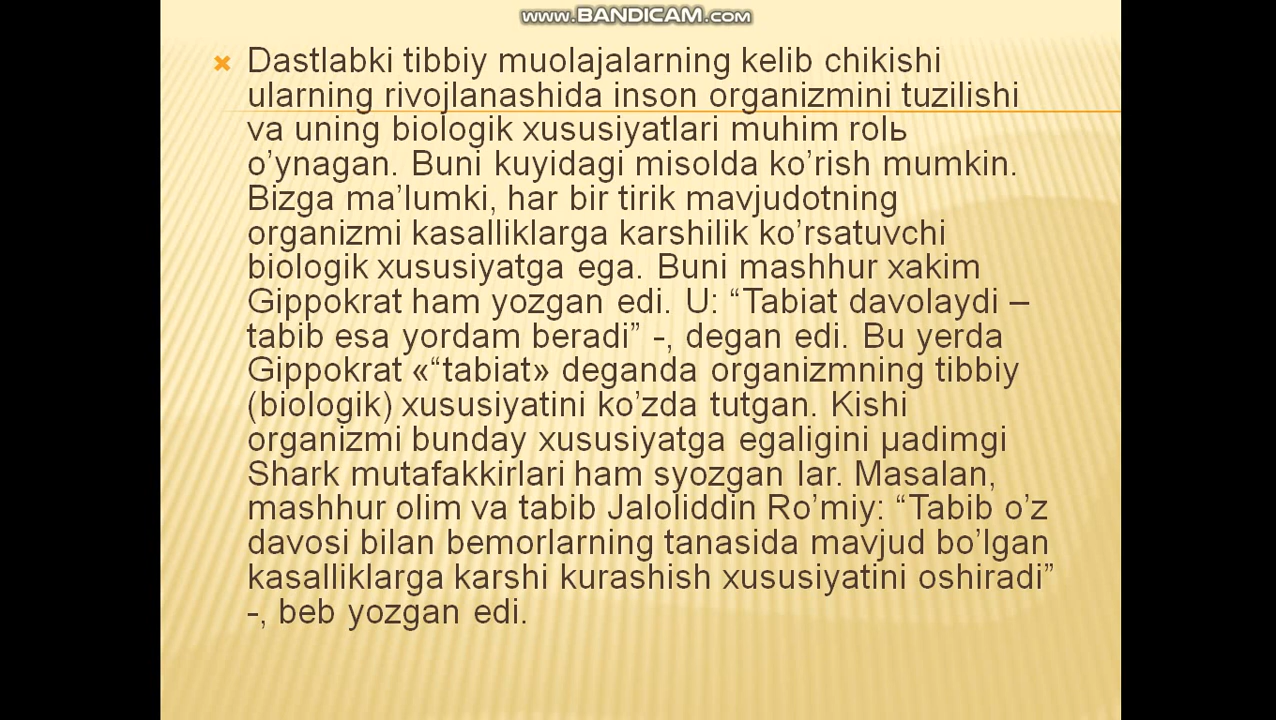 www.BANDICAM.com
Dastlabki tibbiy muolajalarning kelib chikishi
ularning rivojlanashida inson organizmini tuzilishi
va uning biologik xususiyatlari muhim rolь
o’ynagan. Buni kuyidagi misolda ko’rish mumkin.
Bizga ma’lumki, har bir tirik mavjudotning
organizmi kasalliklarga karshilik ko’rsatuvchi
biologik xususiyatga ega. Buni mashhur xakim
Gippokrat ham yozgan edi. U: “Tabiat davolaydi –
tabib esa yordam beradi” -, degan edi. Bu yerda
Gippokrat «“tabiat» deganda organizmning tibbiy
(biologik) xususiyatini ko’zda tutgan. Kishi
organizmi bunday xususiyatga egaligini µadimgi
Shark mutafakkirlari ham syozgan lar. Masalan,
mashhur olim va tabib Jaloliddin Ro’miy: “Tabib o’z
davosi bilan bemorlarning tanasida mavjud bo’lgan
kasalliklarga karshi kurashish xususiyatini oshiradi”
-, beb yozgan edi.